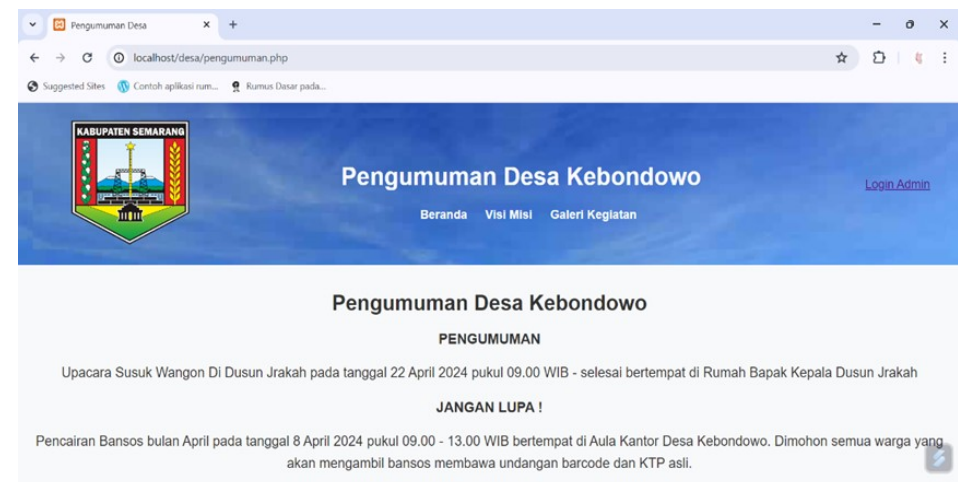 Pengumuman Desa
localhost/desa/pengumuman.php
Suggested Sites
Contoh aplikasi rum...
Rumus Dasar pada...
KABUPATEN SEMARANG
Pengumuman Desa Kebondowo
Login Admin
Beranda Visi Misi Galeri Kegiatan
Pengumuman Desa Kebondowo
PENGUMUMAN
Upacara Susuk Wangon Di Dusun Jrakah pada tanggal 22 April 2024 pukul 09.00 WIB - selesai bertempat di Rumah Bapak Kepala Dusun Jrakah
JANGAN LUPA !
Pencairan Bansos bulan April pada tanggal 8 April 2024 pukul 09.00 - 13.00 WIB bertempat di Aula Kantor Desa Kebondowo. Dimohon semua warga yang
akan mengambil bansos membawa undangan barcode dan KTP asli.